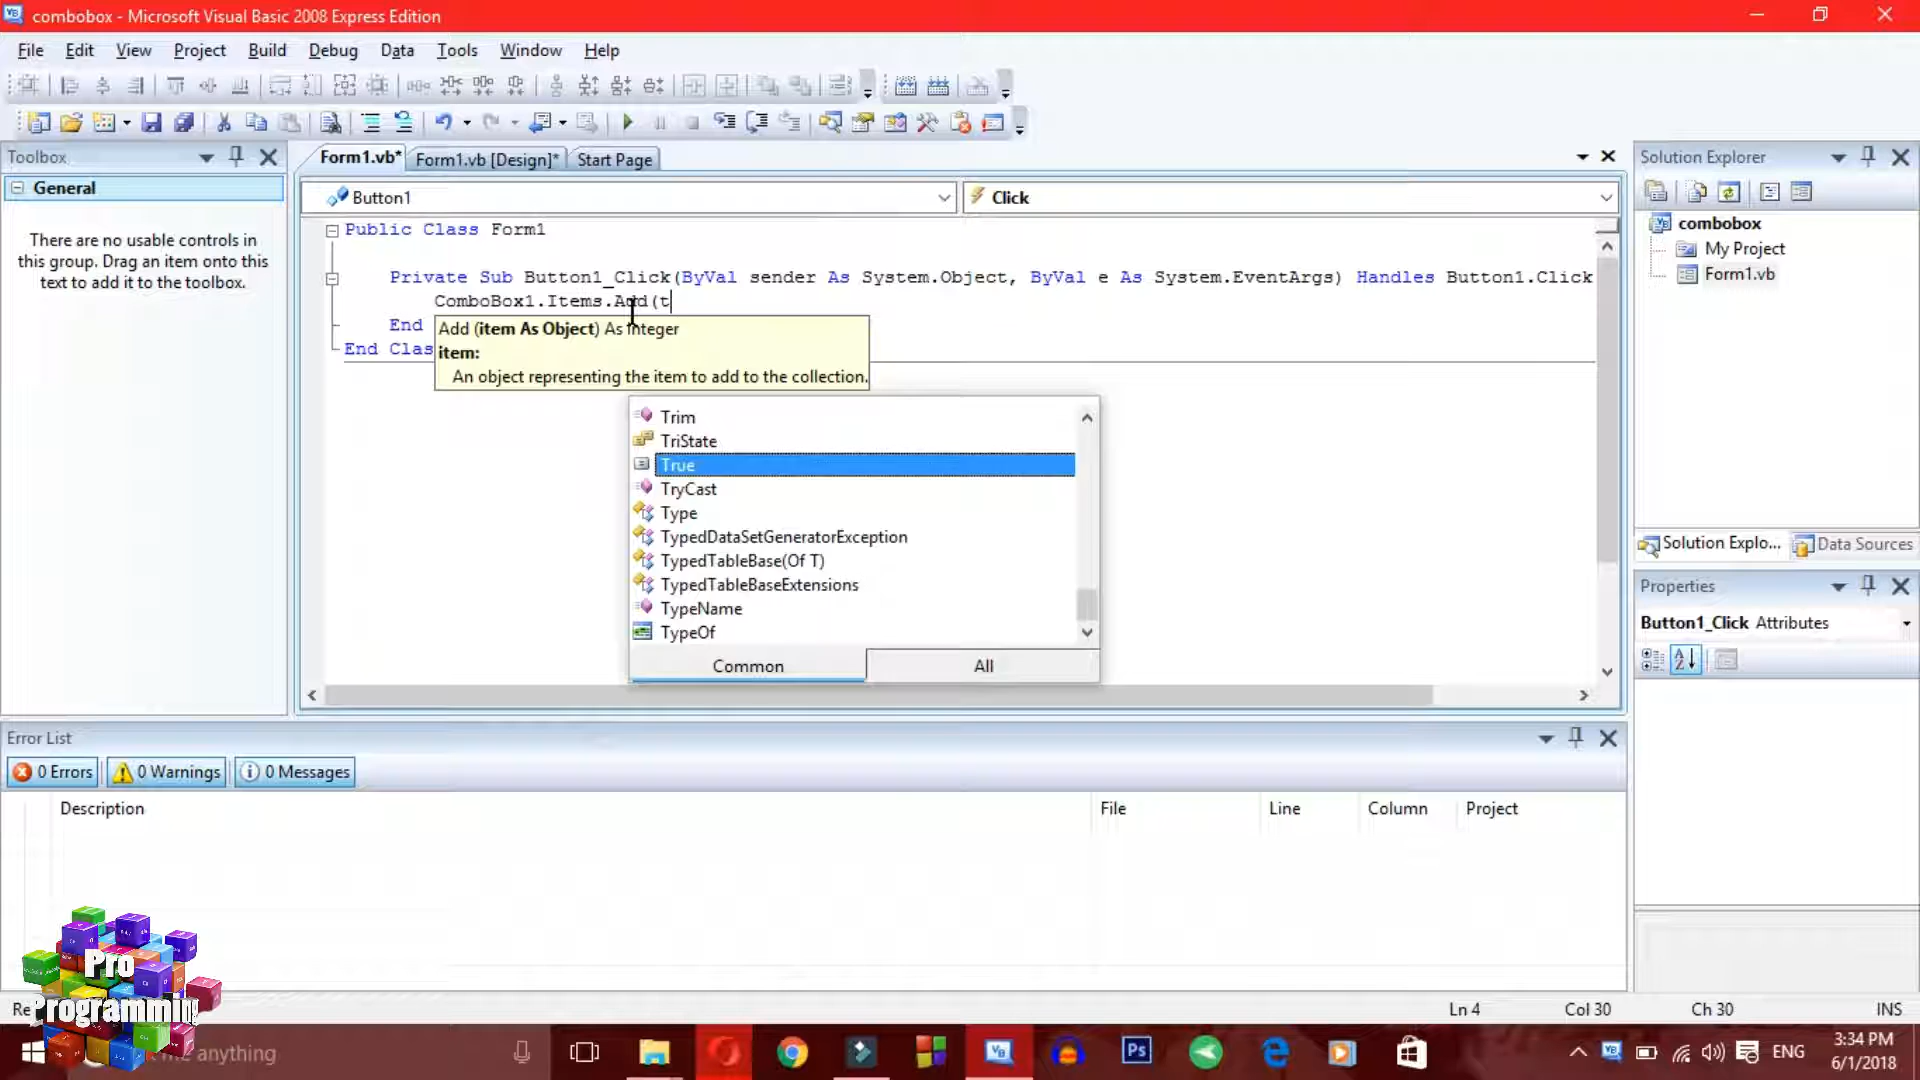 combobox - Microsoft Visual Basic 2008 Express Edition
File Edit View Project Build Debug Data Tools Window Help
Toolbox
General
There are no usable controls in
this group. Drag an item onto this
text to add it to the toolbox.
Form1.vb* Form1.vb [Design]* Start Page
Button1 Click
Public Class Form1
Private Sub Button1_Click(ByVal sender As System.Object, ByVal e As System.EventArgs) Handles Button1.Click
ComboBox1.Items.Add(t
End
End Clas
Add (item As Object) As Integer
item:
An object representing the item to add to the collection.
Trim
TriState
True
TryCast
Type
TypedDataSetGeneratorException
TypedTableBase(Of T)
TypedTableBaseExtensions
TypeName
TypeOf
Common All
Solution Explorer
combobox
My Project
Form1.vb
Solution Explo... Data Sources
Properties
Button1_Click Attributes
Error List
0 Errors 0 Warnings 0 Messages
Description File Line Column Project
Pro
Programming
Re Ln 4 Col 30 Ch 30 INS
me anything
ENG
3:34 PM
6/1/2018